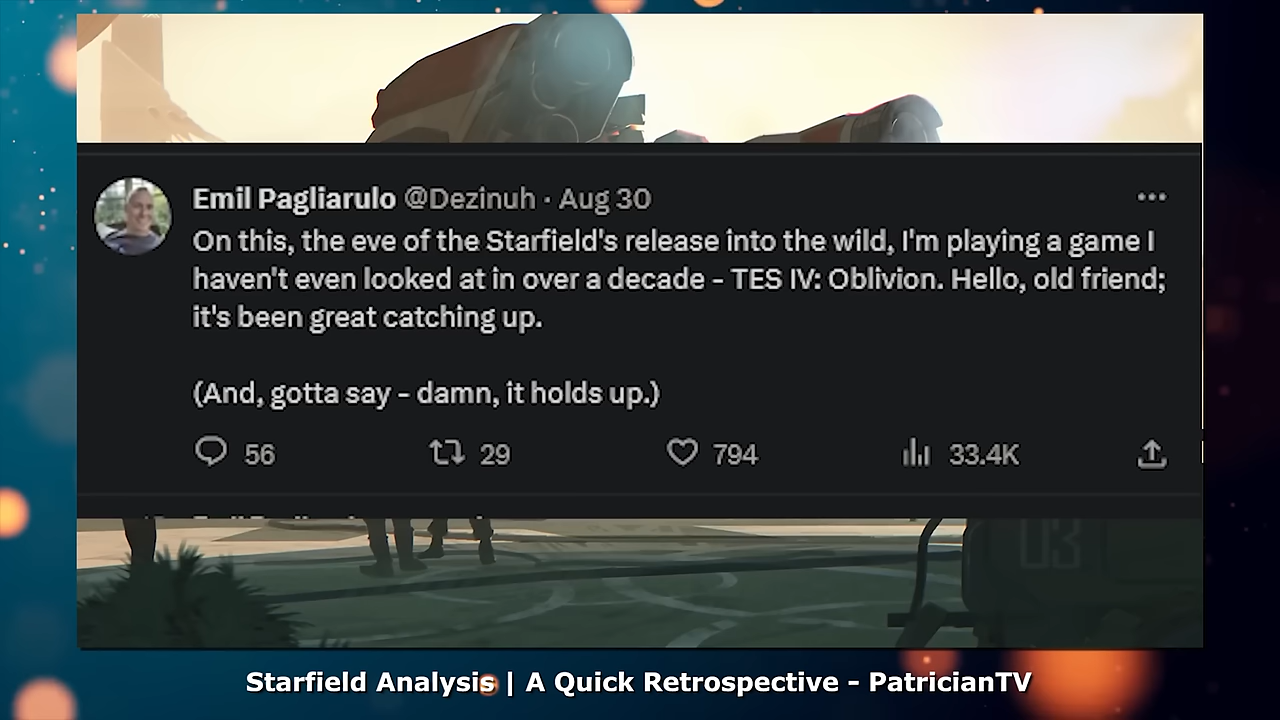 Emil Pagliarulo @Dezinuh · Aug 30
On this, the eve of the Starfield's release into the wild, I'm playing a game I
haven't even looked at in over a decade - TES IV: Oblivion. Hello, old friend;
it's been great catching up.
(And, gotta say - damn, it holds up.)
56 29 794 33.4K
03
Starfield Analysis | A Quick Retrospective - PatricianTV